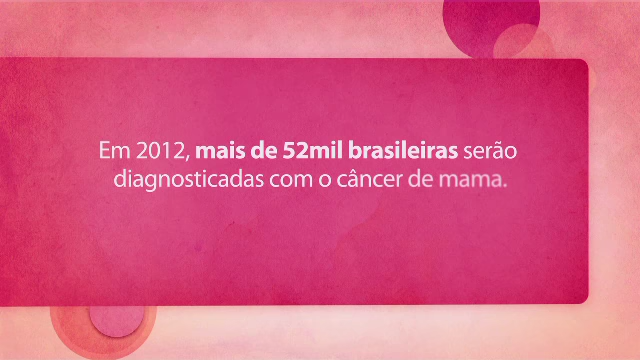 Em 2012, mais de 52mil brasileiras serão
diagnosticadas com o câncer de mama.